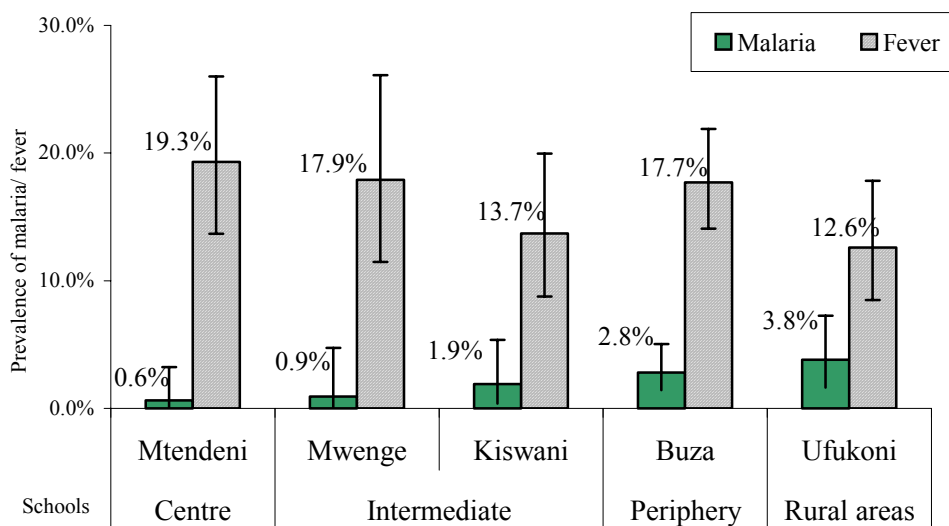 30.0%
Malaria
Fever
20.0%
10.0%
0.0%
Prevalence of malaria/ fever
19.3%
17.9%
13.7%
17.7%
12.6%
0.6%
0.9%
1.9%
2.8%
3.8%
Mtendeni Mwenge Kiswani Buza Ufukoni
Schools Centre Intermediate Periphery Rural areas